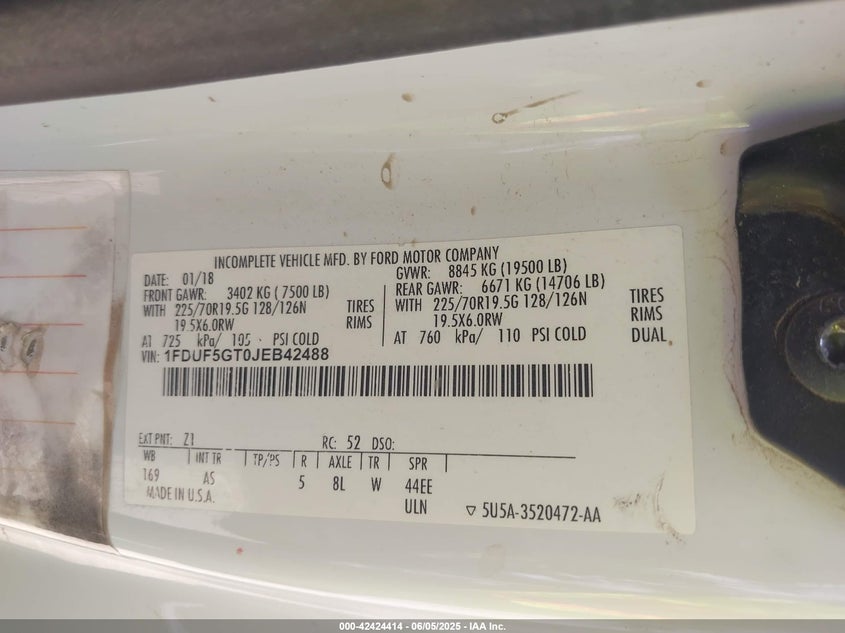 INCOMPLETE VEHICLE MFD. BY FORD MOTOR COMPANY
DATE: 01/18 GVWR: 8845 KG (19500 LB)
FRONT GAWR: 3402 KG ( 7500 LB) REAR GAWR: 6671 KG (14706 LB)
WITH 225/70R19.5G 128/126N TIRES WITH 225/70R19.5G 128/126N TIRES
19.5X6.0RW RIMS 19.5X6.0RW RIMS
AT 725 kPa/ 105 PSI COLD AT 760 kPa/ 110 PSI COLD DUAL
VIN: 1FDUF5GT0JEB42488
EXT PNT: Z1 RC: 52 DSO:
WB INT TR TP/PS R AXLE TR SPR
169 AS 5 8L W 44EE
MADE IN U.S.A. ULN
5U5A-3520472-AA
000-42424414 - 06/05/2025 - IAA Inc.